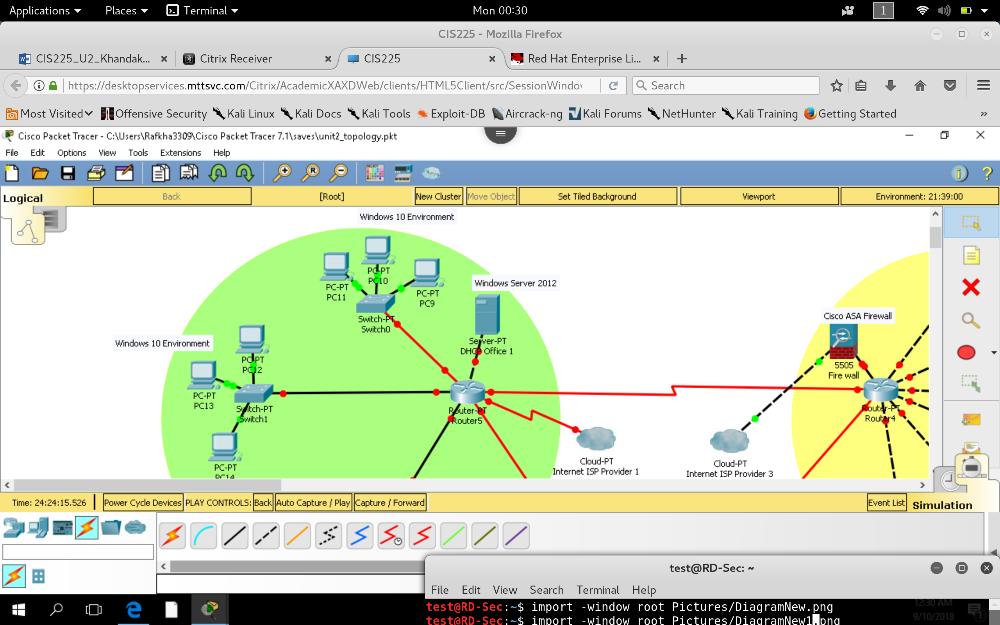 Applications Places Terminal Mon 00:30 1
CIS225 - Mozilla Firefox
CIS225_U2_Khandak... Citrix Receiver CIS225 Red Hat Enterprise Li...
https://desktopservices.mttsvc.com/Citrix/AcademicXAXDWeb/clients/HTML5Client/src/SessionWindow Search
Most Visited Offensive Security Kali Linux Kali Docs Kali Tools Exploit-DB Aircrack-ng Kali Forums NetHunter Kali Training Getting Started »
Cisco Packet Tracer - C:\Users\Rafkha3309\Cisco Packet Tracer 7.1\saves\unit2_topology.pkt
File Edit Options View Tools Extensions Help
Logical Back [Root] New Cluster Move Object Set Tiled Background Viewport Environment: 21:39:00
Windows 10 Environment
PC-PT
PC10
PC-PT
PC11
PC-PT
PC9
Windows Server 2012
Switch-PT
Switch0
Cisco ASA Firewall
Windows 10 Environment
Server-PT
DHCP Office 1
PC-PT
PC12
5505
Fire wall
PC-PT
PC13
Switch-PT
Switch1
Router-PT
Router5
Router-PT
Router4
PC-PT
PC14
Cloud-PT
Internet ISP Provider 1
Cloud-PT
Internet ISP Provider 3
Time: 24:24:15.526 Power Cycle Devices PLAY CONTROLS: Back Auto Capture / Play Capture / Forward Event List Simulation
test@RD-Sec: ~
File Edit View Search Terminal Help
test@RD-Sec:~$ import -window root Pictures/DiagramNew.png
test@RD-Sec:~$ import -window root Pictures/DiagramNew1.png
12:30 AM
9/10/2018